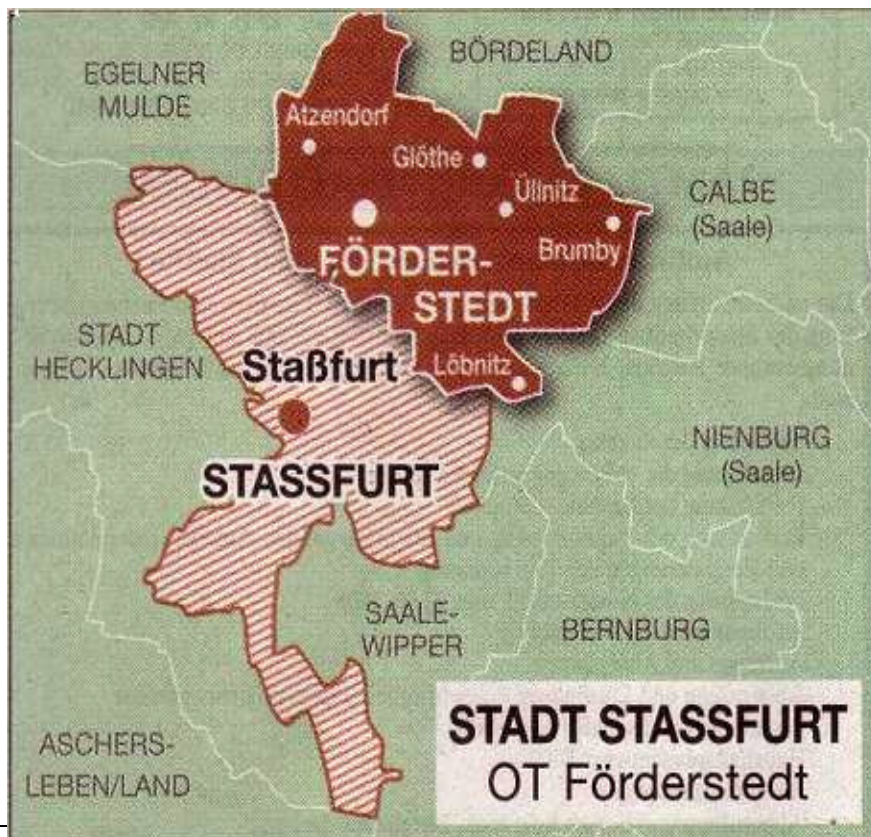 BÖRDELAND
EGELNER
MULDE
Atzendorf
Glöthe
Üllnitz
CALBE
(Saale)
Brumby
FÖRDER-
STEDT
STADT
HECKLINGEN
Staßfurt
Löbnitz
NIENBURG
(Saale)
STASSFURT
SAALE-
WIPPER
BERNBURG
STADT STASSFURT
OT Förderstedt
ASCHERS-
LEBEN/LAND